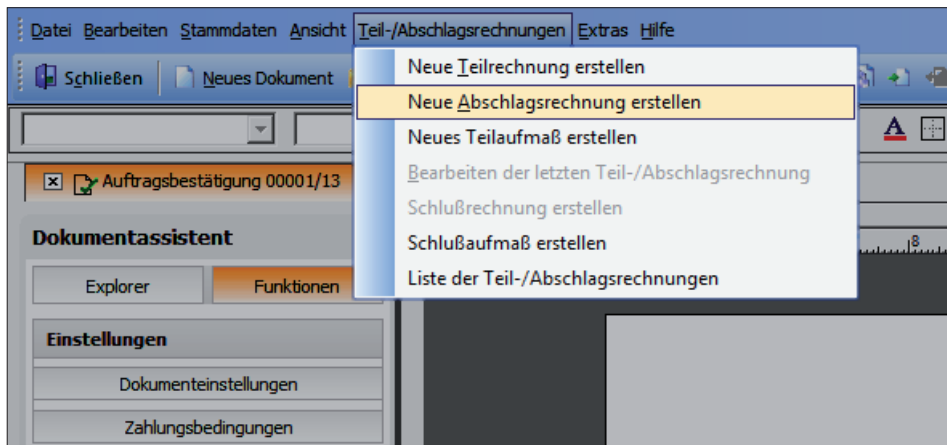 Datei Bearbeiten Stammdaten Ansicht Teil-/Abschlagsrechnungen Extras Hilfe
Schließen Neues Dokument
Neue Teilrechnung erstellen
Neue Abschlagsrechnung erstellen
Neues Teilaufmaß erstellen
Bearbeiten der letzten Teil-/Abschlagsrechnung
Schlußrechnung erstellen
Schlußaufmaß erstellen
Liste der Teil-/Abschlagsrechnungen
A
Auftragsbestätigung 00001/13
8
Dokumentassistent
Explorer Funktionen
Einstellungen
Dokumenteinstellungen
Zahlungsbedingungen